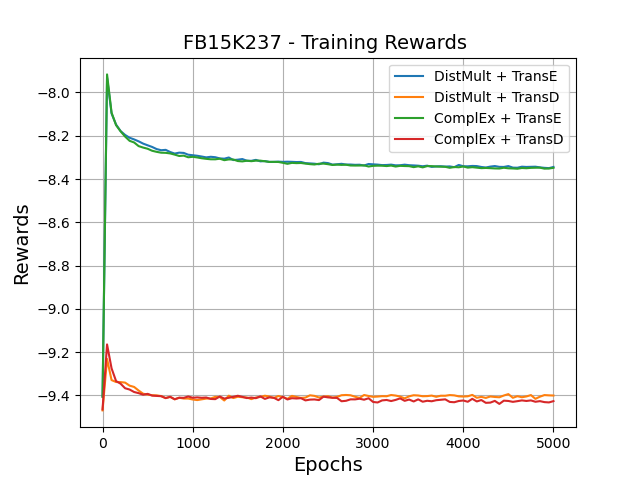 FB15K237 - Training Rewards
DistMult + TransE
DistMult + TransD
ComplEx + TransE
ComplEx + TransD
Rewards
−8.0
−8.2
−8.4
−8.6
−8.8
−9.0
−9.2
−9.4
0 1000 2000 3000 4000 5000
Epochs